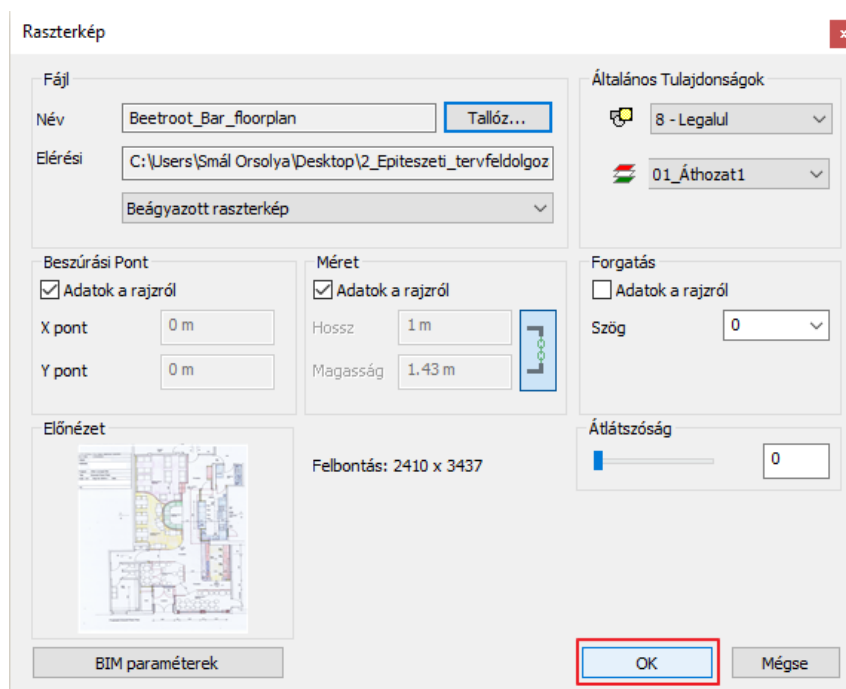 Raszterkép
Fájl
Név
Beetroot_Bar_floorplan
Tallóz...
Elérési
C:\Users\Smál Orsolya\Desktop\2_Epiteszeti_tervfeldolgoz
Beágyazott raszterkép
Általános Tulajdonságok
8 - Legalul
01_Áthozat1
Beszúrási Pont
Adatok a rajzról
X pont
0 m
Y pont
0 m
Méret
Adatok a rajzról
Hossz
1 m
Magasság
1.43 m
Forgatás
Adatok a rajzról
Szög
0
Előnézet
Felbontás: 2410 x 3437
Átlátszóság
0
BIM paraméterek
OK
Mégse